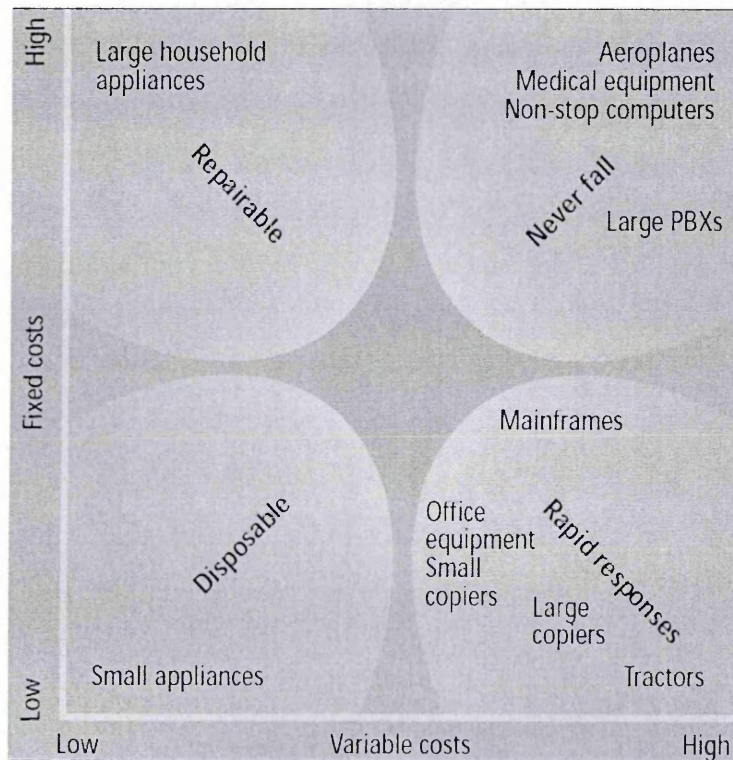 High
Large household
appliances
Aeroplanes
Medical equipment
Non-stop computers
Repairable
Never fall
Large PBXs
Fixed costs
Mainframes
Disposable
Office
equipment
Small
copiers
Rapid responses
Large
copiers
Small appliances
Tractors
Low
Low
Variable costs
High